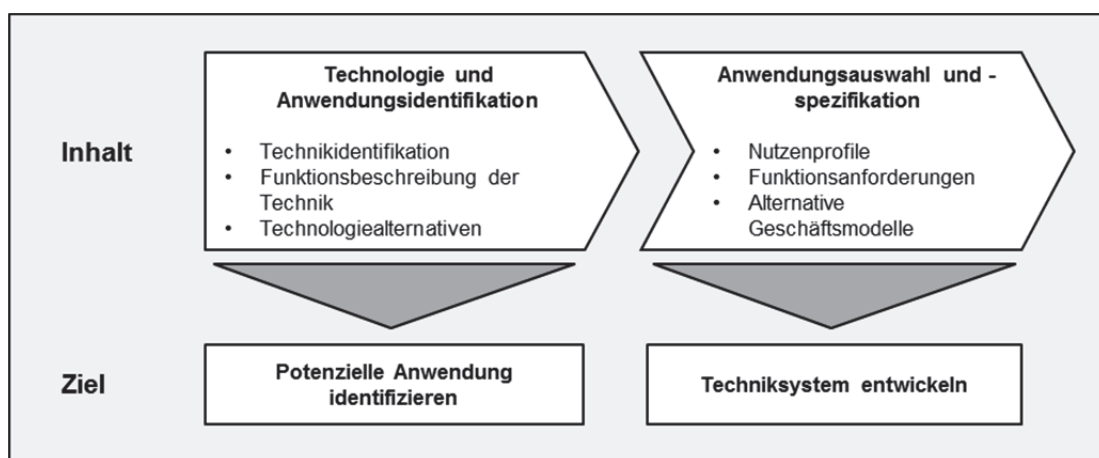 Inhalt
Technologie und
Anwendungsidentifikation
• Technikidentifikation
• Funktionsbeschreibung der
Technik
• Technologiealternativen
Anwendungsauswahl und -
spezifikation
• Nutzenprofile
• Funktionsanforderungen
• Alternative
Geschäftsmodelle
Ziel
Potenzielle Anwendung
identifizieren
Techniksystem entwickeln